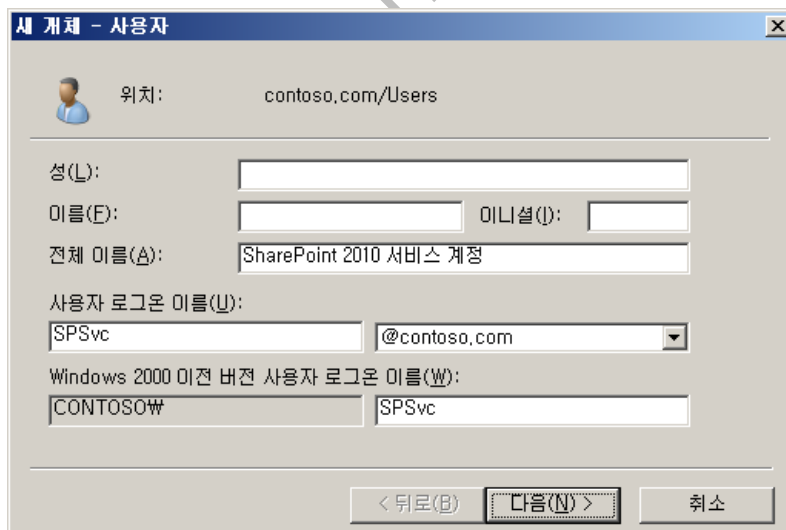 새 개체 - 사용자
위치: contoso.com/Users
성(L):
이름(F): 이니셜(I):
전체 이름(A): SharePoint 2010 서비스 계정
사용자 로그온 이름(U):
SPSvc @contoso.com
Windows 2000 이전 버전 사용자 로그온 이름(W):
CONTOSO₩ SPSvc
< 뒤로(B) 다음(N) > 취소